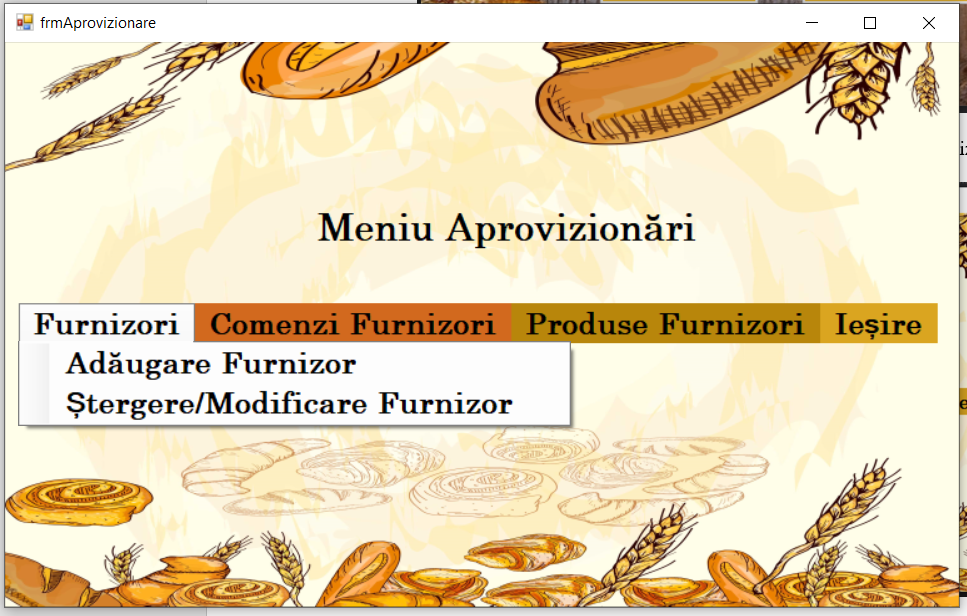 frmAprovizionare
Meniu Aprovizionări
Furnizori Comenzi Furnizori Produse Furnizori Ieșire
Adăugare Furnizor
Ștergere/Modificare Furnizor